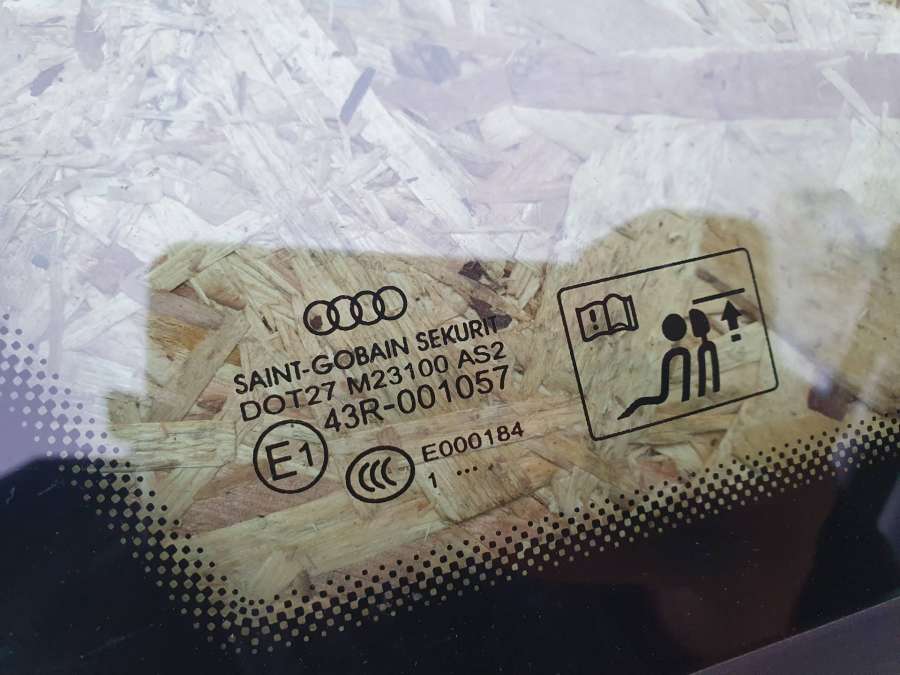 SAINT-GOBAIN SEKURIT
DOT27 M23100 AS2
43R-001057
E1
E000184
1 ...